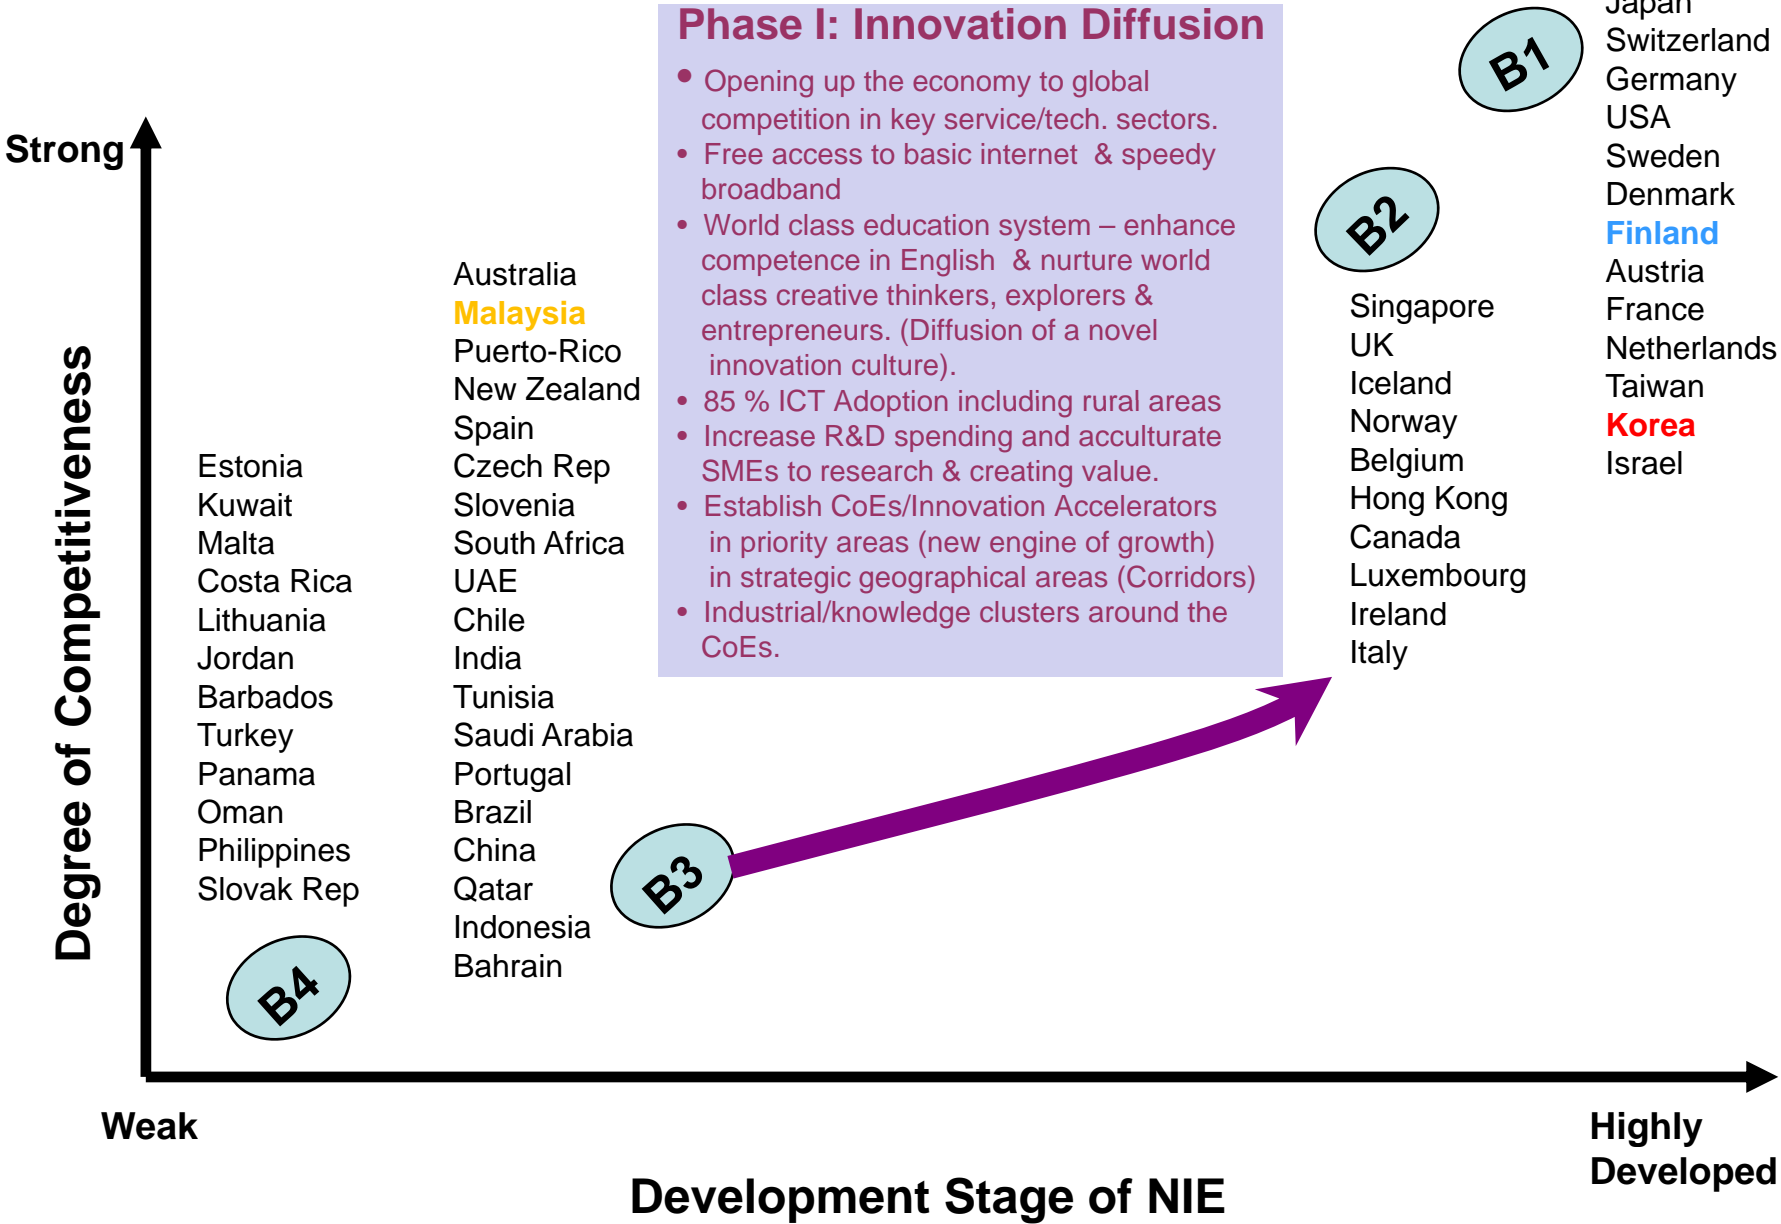 Phase I: Innovation Diffusion
• Opening up the economy to global
competition in key service/tech. sectors.
• Free access to basic internet & speedy
broadband
• World class education system – enhance
competence in English & nurture world
class creative thinkers, explorers &
entrepreneurs. (Diffusion of a novel
innovation culture).
• 85 % ICT Adoption including rural areas
• Increase R&D spending and acculturate
SMEs to research & creating value.
• Establish CoEs/Innovation Accelerators
in priority areas (new engine of growth)
in strategic geographical areas (Corridors)
• Industrial/knowledge clusters around the
CoEs.
B1
Japan
Switzerland
Germany
USA
Sweden
Denmark
Finland
Austria
France
Netherlands
Taiwan
Korea
Israel
B2
Singapore
UK
Iceland
Norway
Belgium
Hong Kong
Canada
Luxembourg
Ireland
Italy
Strong
Degree of Competitiveness
Australia
Malaysia
Puerto-Rico
New Zealand
Spain
Czech Rep
Slovenia
South Africa
UAE
Chile
India
Tunisia
Saudi Arabia
Portugal
Brazil
China
Qatar
Indonesia
Bahrain
B3
Estonia
Kuwait
Malta
Costa Rica
Lithuania
Jordan
Barbados
Turkey
Panama
Oman
Philippines
Slovak Rep
B4
Weak
Highly
Developed
Development Stage of NIE